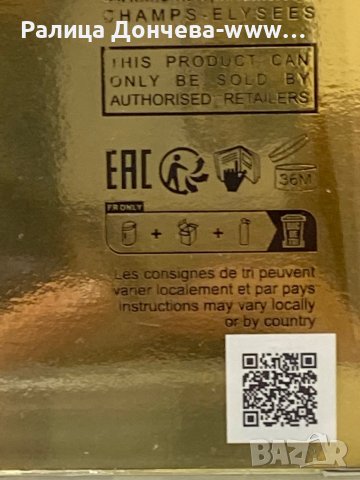 Ралица Дончева-www...
CHAMPS-ELYSEES
THIS PRODUCT CAN
ONLY BE SOLD BY
AUTHORISED RETAILERS
EAC
36M
FR ONLY
+ +
Les consignes de tri peuvent
varier localement et par pays
Instructions may vary locally
or by country
BAZAR